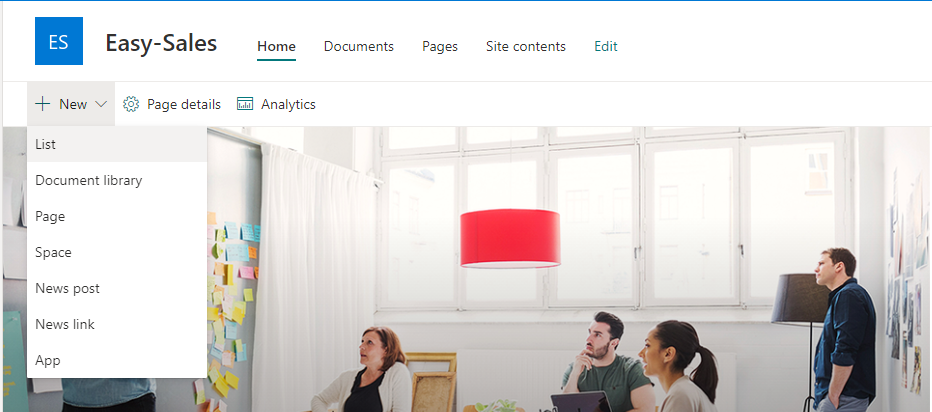 ES
Easy-Sales
Home Documents Pages Site contents Edit
New Page details Analytics
List
Document library
Page
Space
News post
News link
App